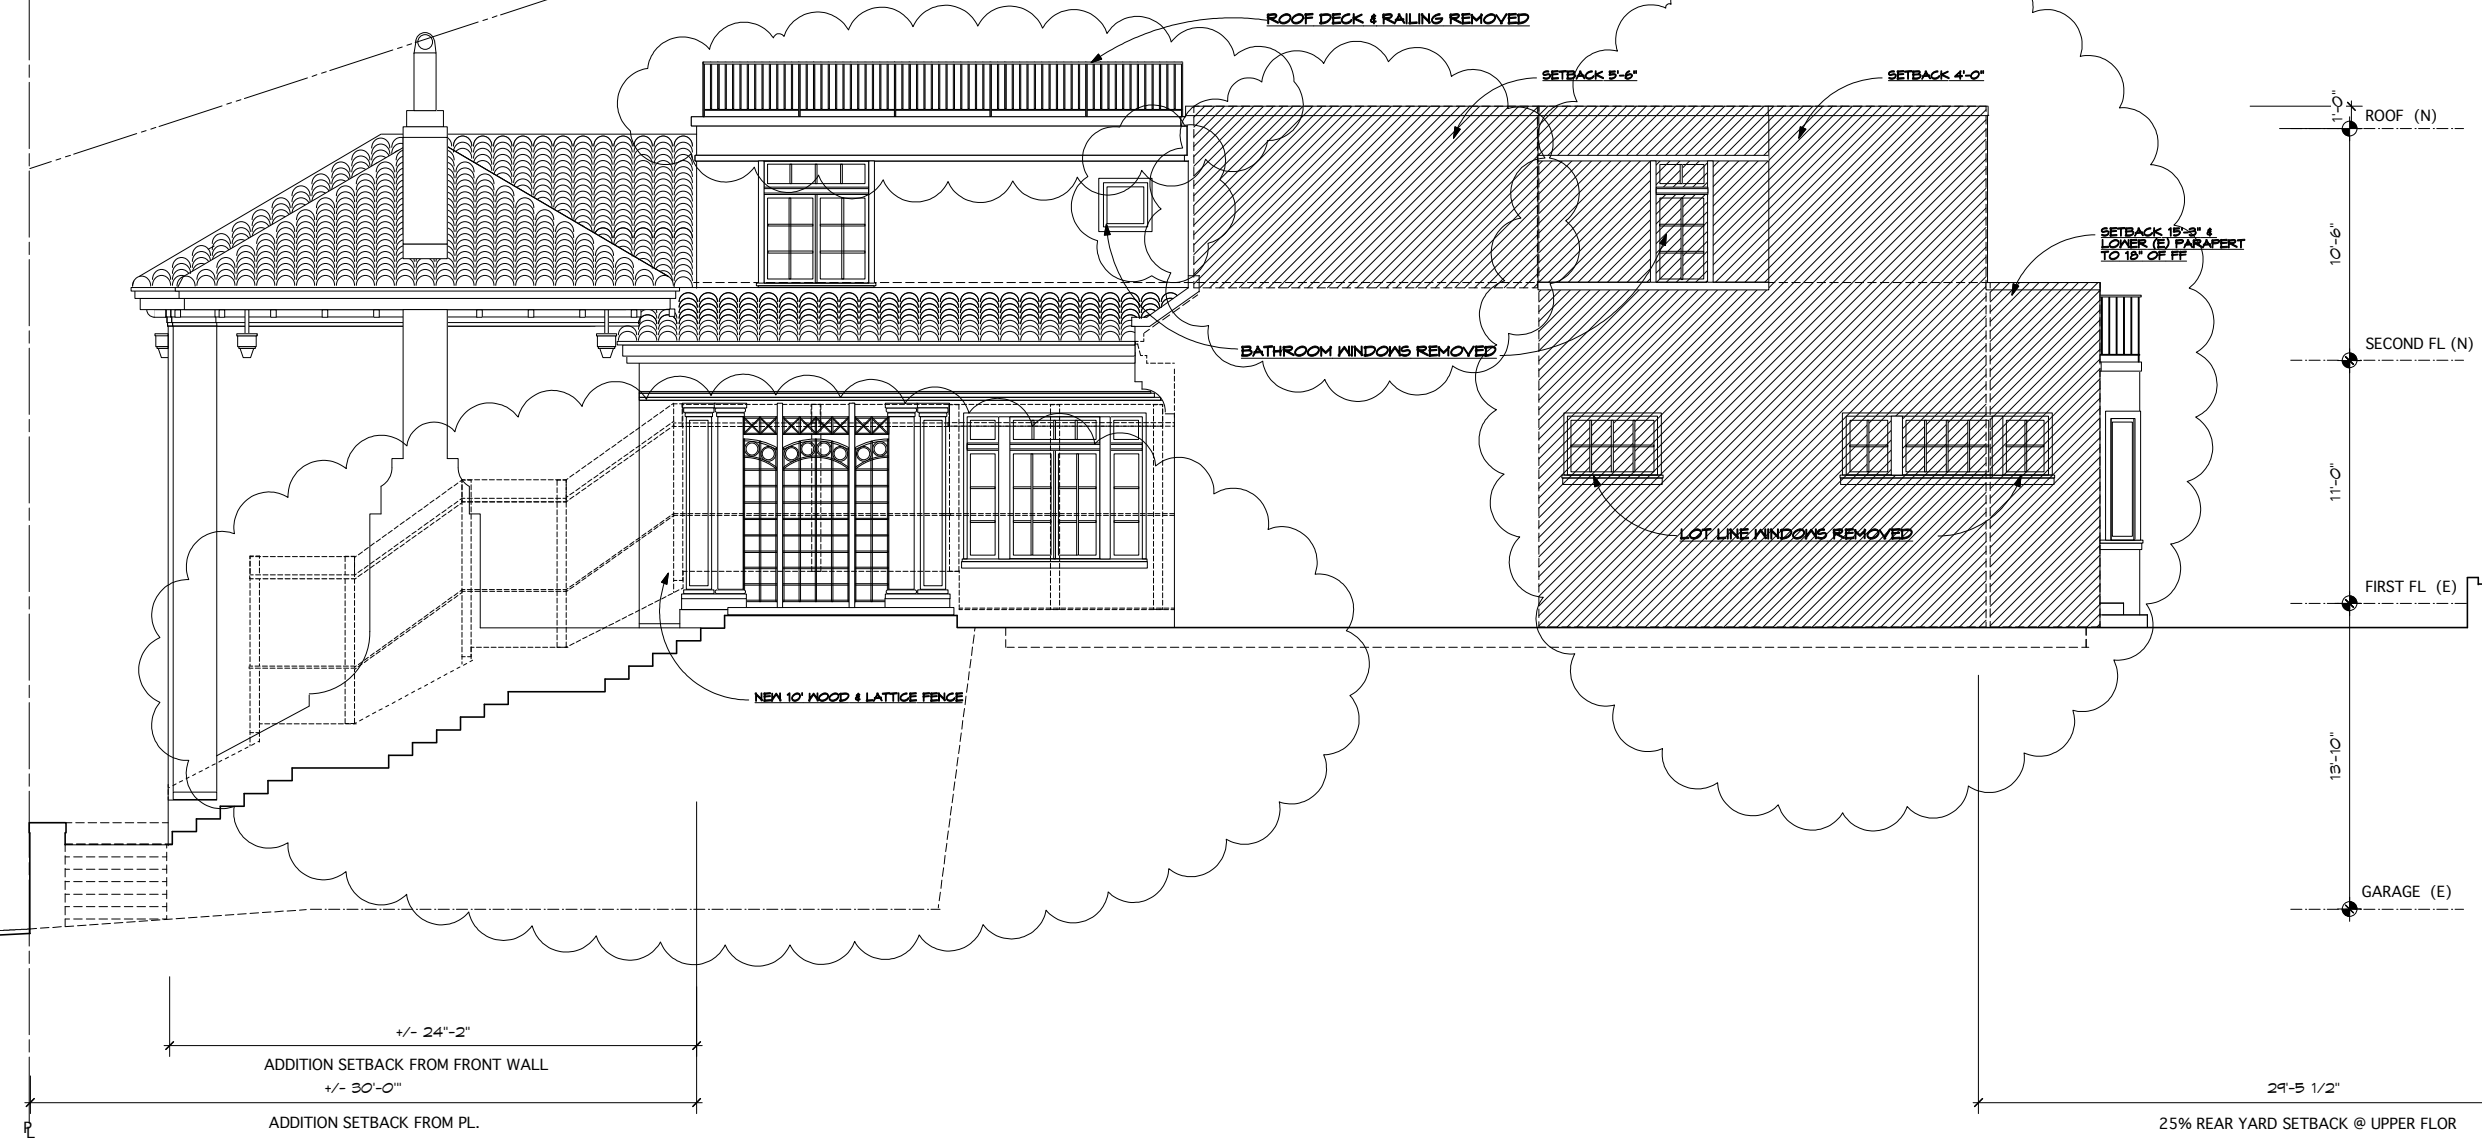 ROOF DECK & RAILING REMOVED
SETBACK 5'-6"
SETBACK 4'-0"
1'-0"
ROOF (N)
SETBACK 15'-3" &
LOWER (E) PARAPERT
TO 18" OF FF
10'-6"
SECOND FL (N)
BATHROOM WINDOWS REMOVED
11'-0"
LOT LINE WINDOWS REMOVED
FIRST FL (E)
NEW 10' WOOD & LATTICE FENCE
13'-10"
GARAGE (E)
+/- 24"-2"
ADDITION SETBACK FROM FRONT WALL
+/- 30'-0'"
ADDITION SETBACK FROM PL.
PL
29'-5 1/2"
25% REAR YARD SETBACK @ UPPER FLOR